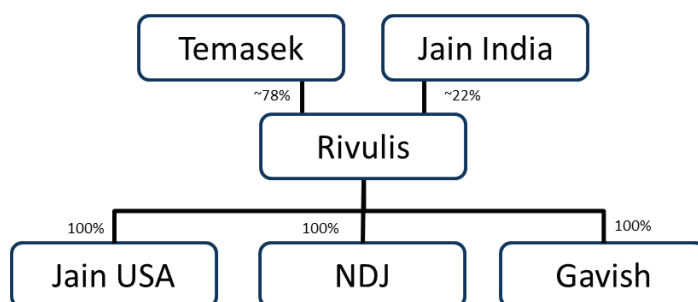 Temasek
Jain India
~78%
~22%
Rivulis
100%
100%
100%
Jain USA
NDJ
Gavish